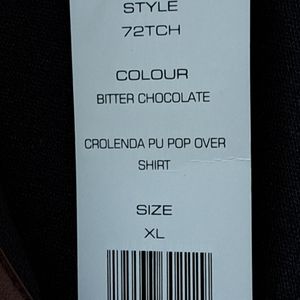 STYLE
72TCH
COLOUR
BITTER CHOCOLATE
CROLENDA PU POP OVER
SHIRT
SIZE
XL